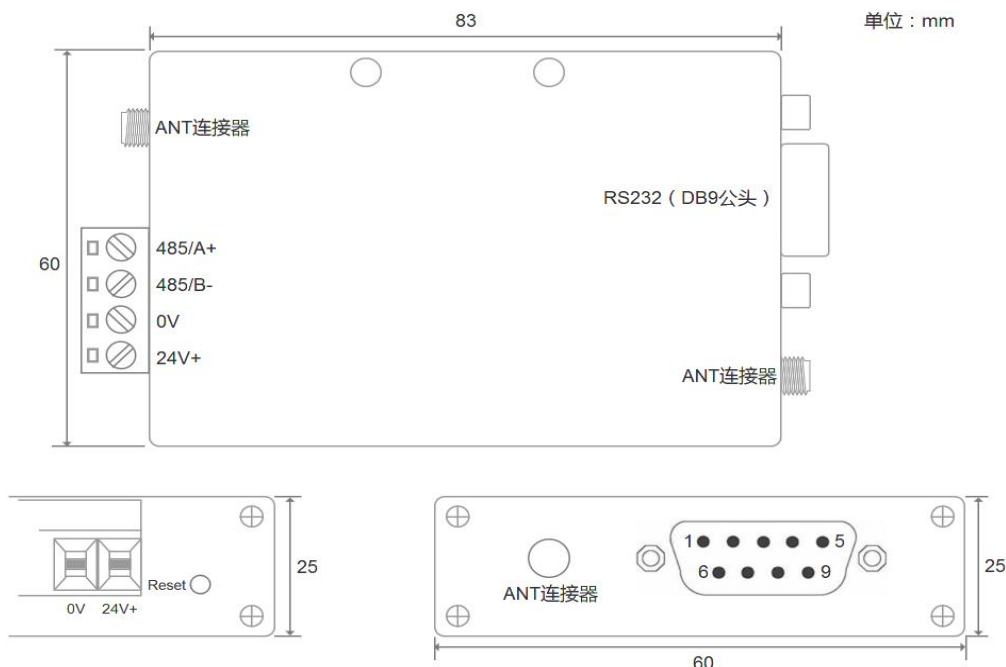 83
单位：mm
ANT连接器
RS232（DB9公头）
485/A+
60
485/B-
0V
24V+
ANT连接器
1
5
25
Reset
6
9
25
0V
24V+
ANT连接器
60